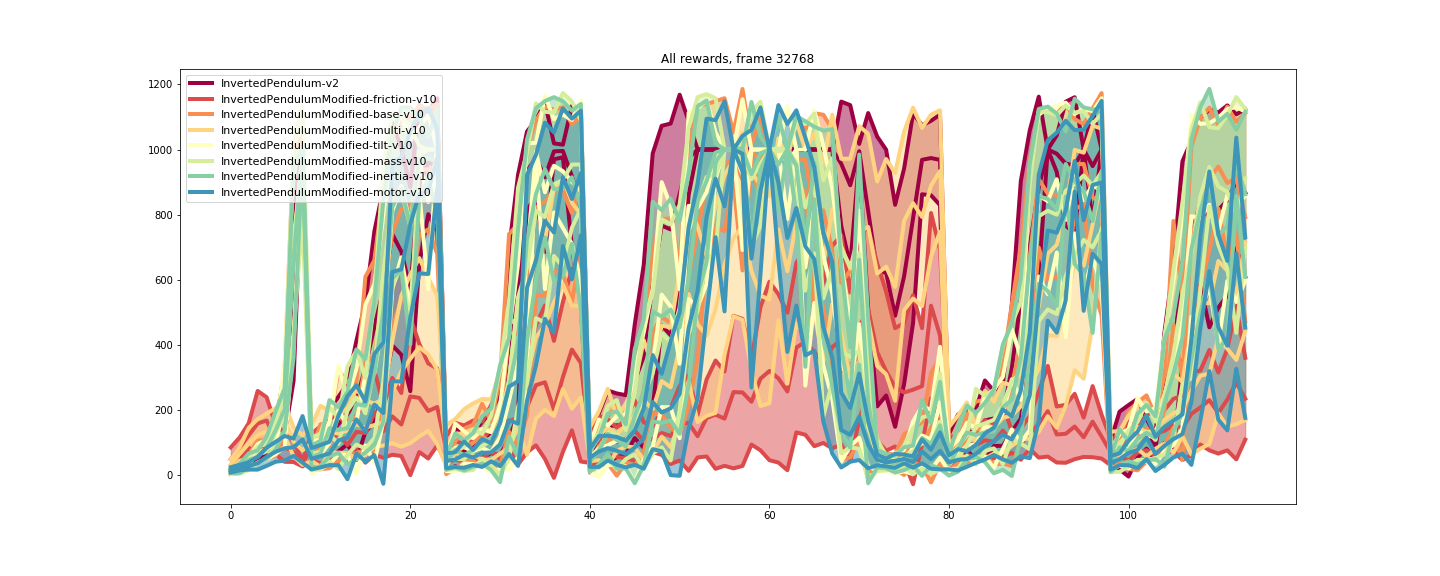 All rewards, frame 32768
1200
1000
800
600
400
200
0
InvertedPendulum-v2
InvertedPendulumModified-friction-v10
InvertedPendulumModified-base-v10
InvertedPendulumModified-multi-v10
InvertedPendulumModified-tilt-v10
InvertedPendulumModified-mass-v10
InvertedPendulumModified-inertia-v10
InvertedPendulumModified-motor-v10
0 20 40 60 80 100